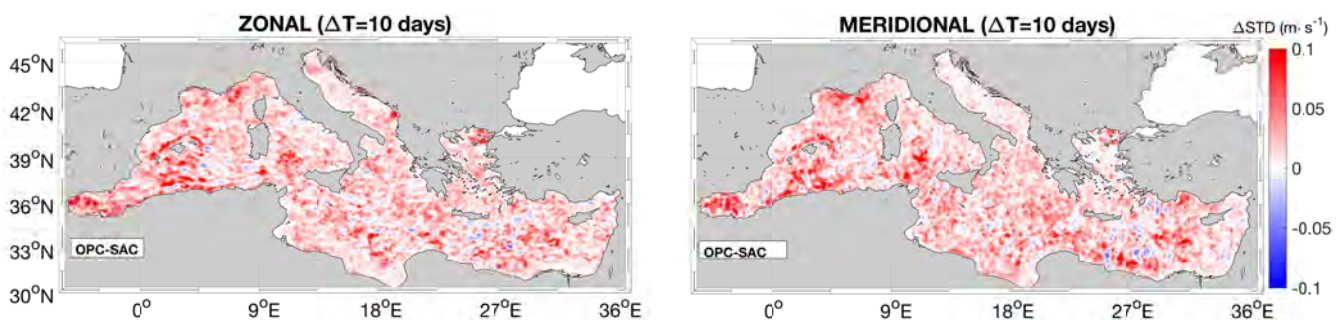 ZONAL (ΔT=10 days)
45°N
42°N
39°N
36°N
33°N
30°N
OPC-SAC
0° 9°E 18°E 27°E 36°E
MERIDIONAL (ΔT=10 days)
OPC-SAC
0° 9°E 18°E 27°E 36°E
ΔSTD (m· s⁻¹)
0.1
0.05
0
-0.05
-0.1